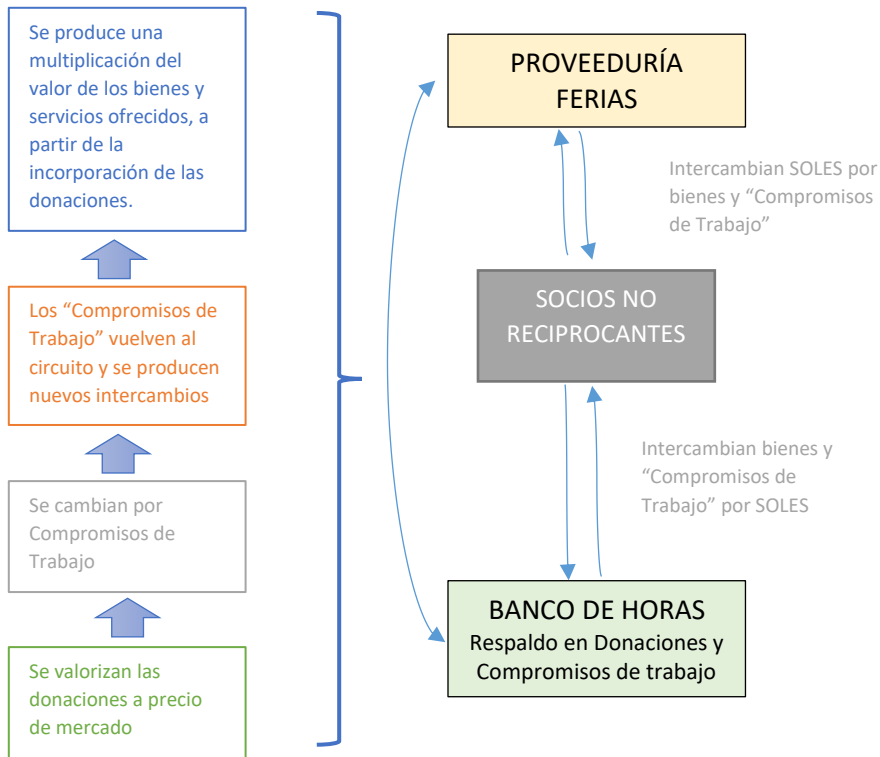 Se produce una
multiplicación del
valor de los bienes y
servicios ofrecidos, a
partir de la
incorporación de las
donaciones.
Los “Compromisos de
Trabajo” vuelven al
circuito y se producen
nuevos intercambios
Se cambian por
Compromisos de
Trabajo
Se valorizan las
donaciones a precio
de mercado
PROVEEDURÍA
FERIAS
Intercambian SOLES por
bienes y “Compromisos
de Trabajo”
SOCIOS NO
RECIPROCANTES
Intercambian bienes y
“Compromisos de
Trabajo” por SOLES
BANCO DE HORAS
Respaldo en Donaciones y
Compromisos de trabajo